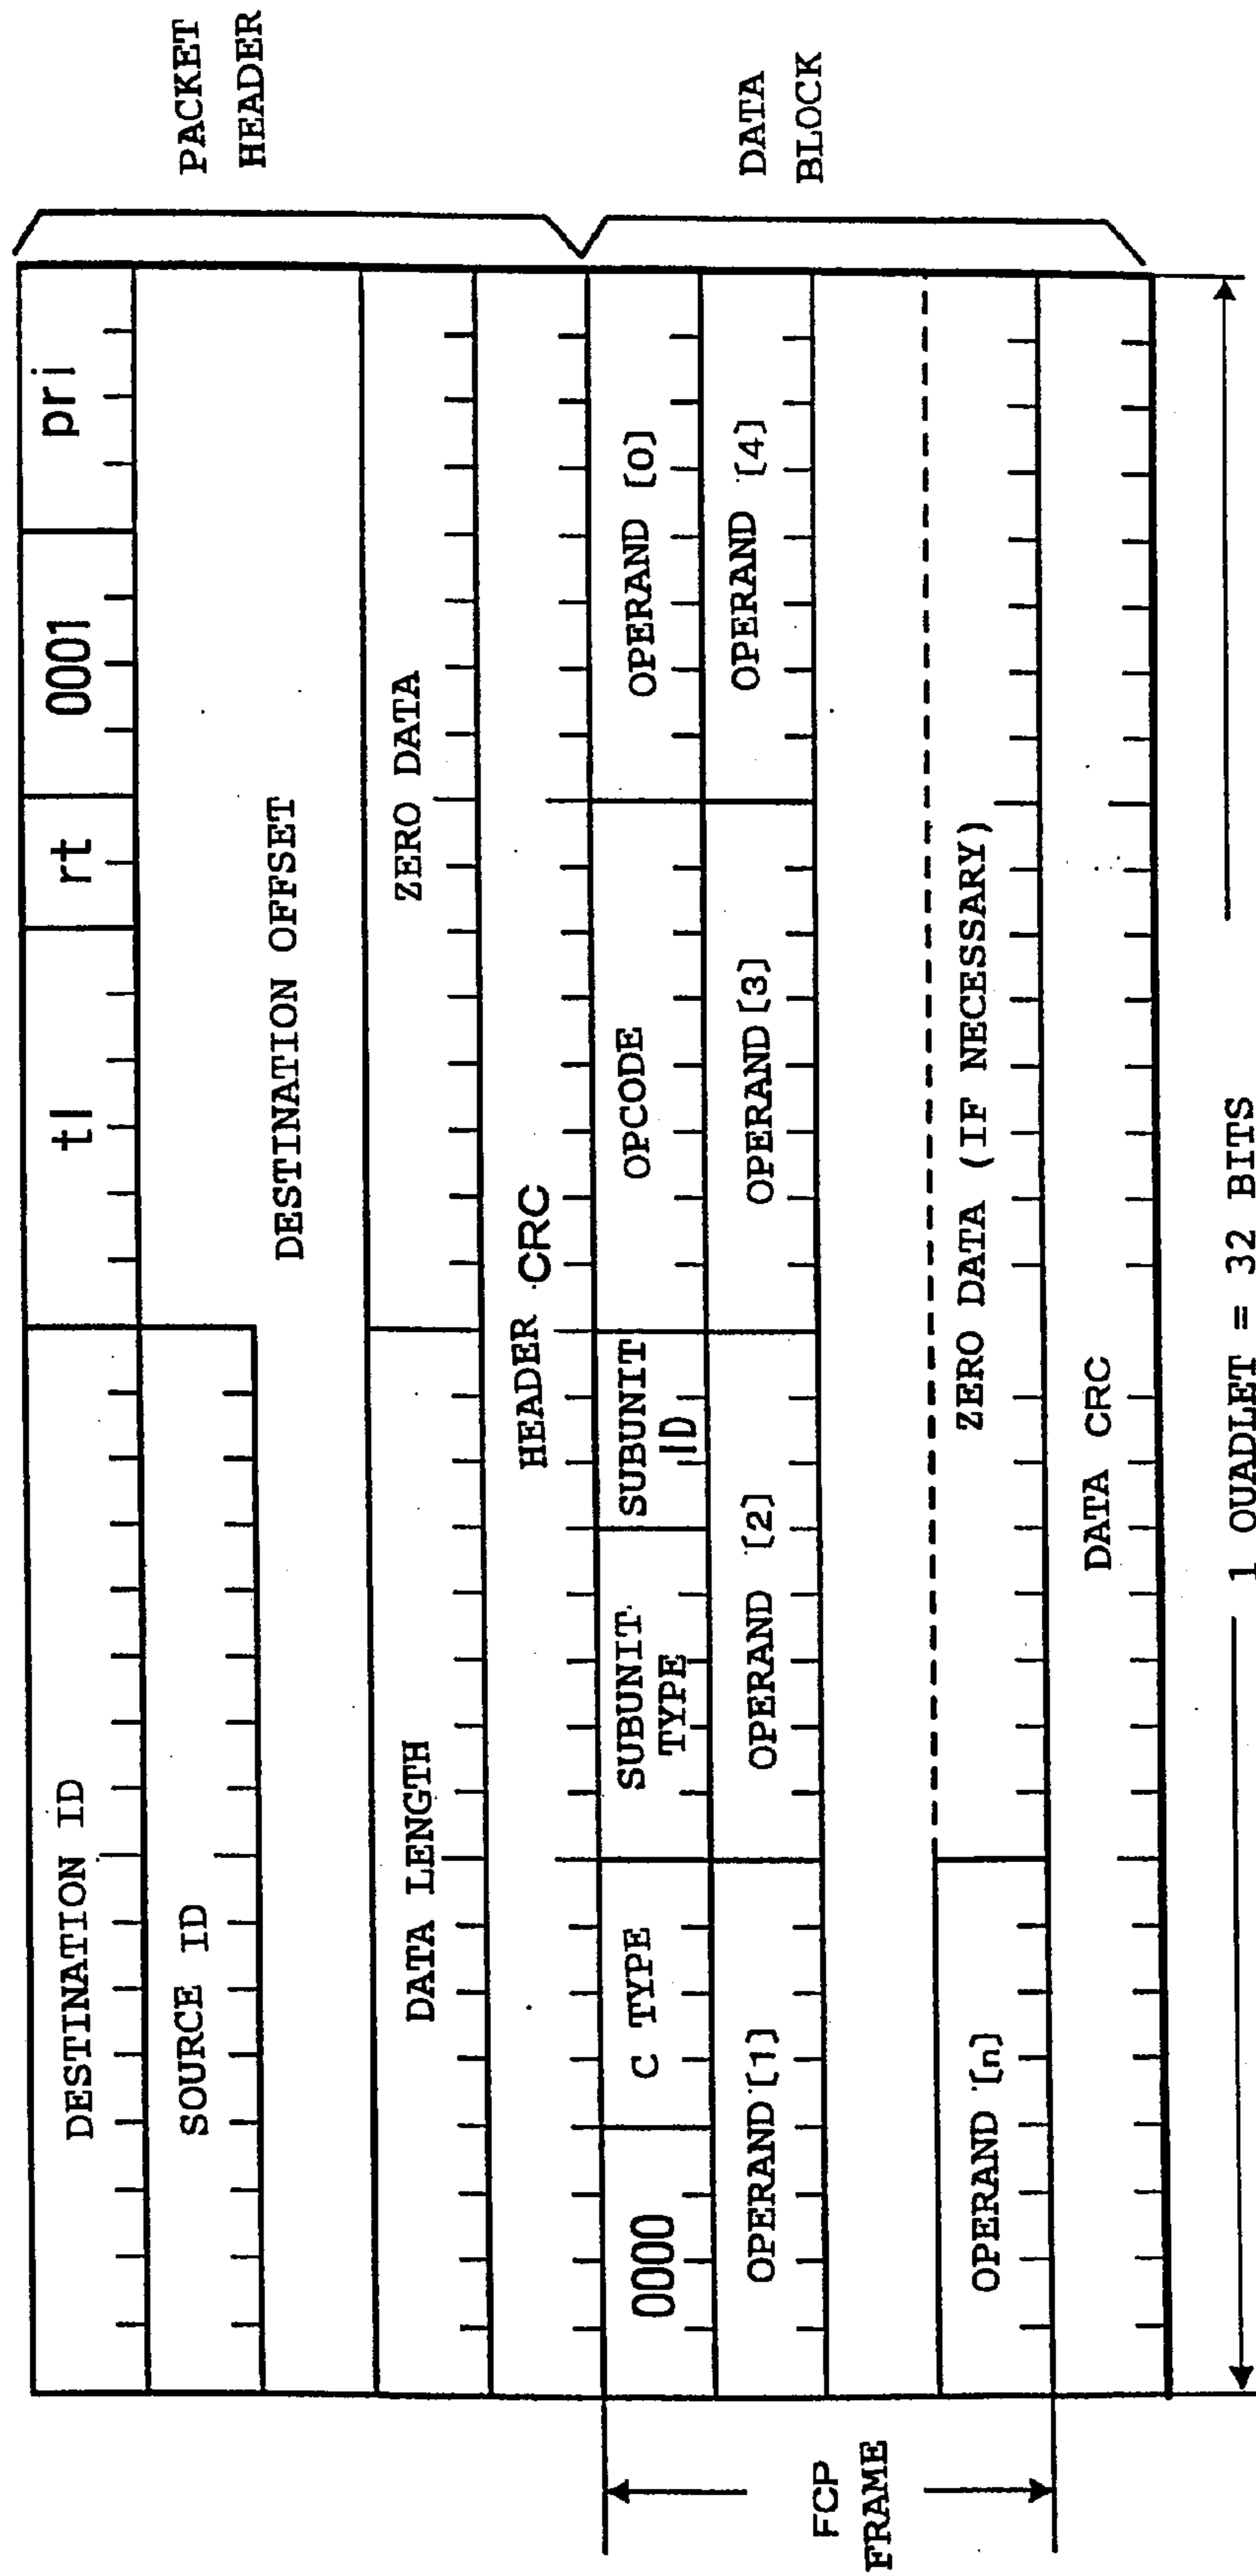 DESTINATION ID tl rt 0001 pri
SOURCE ID
DESTINATION OFFSET
DATA LENGTH ZERO DATA
HEADER CRC
0000 C TYPE SUBUNIT TYPE SUBUNIT ID OPCODE OPERAND [0]
OPERAND [1] OPERAND [2] OPERAND [3] OPERAND [4]
OPERAND [n] ZERO DATA (IF NECESSARY)
DATA CRC
PACKET
HEADER
DATA
BLOCK
FCP
FRAME
1 QUADLET = 32 BITS